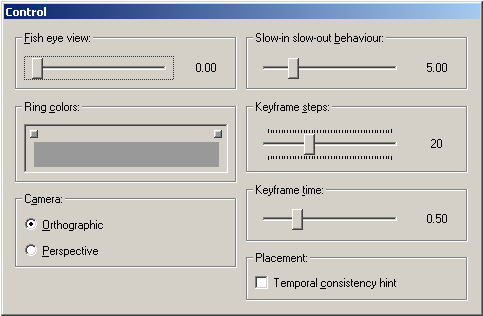 Control
Fish eye view:
0.00
Ring colors:
Camera:
Orthographic
Perspective
Slow-in slow-out behaviour:
5.00
Keyframe steps:
20
Keyframe time:
0.50
Placement:
Temporal consistency hint